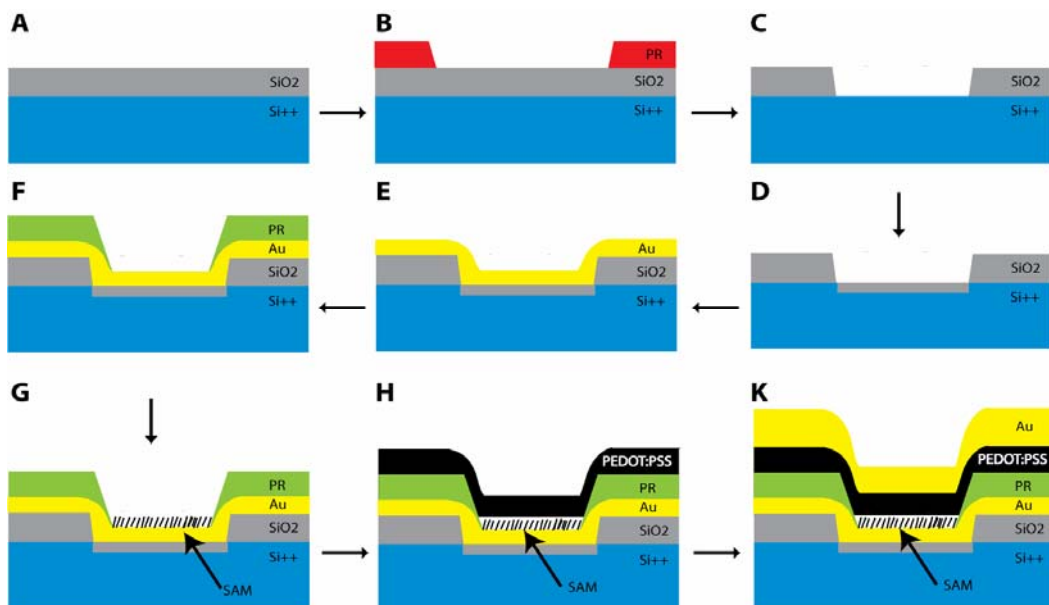 A
SiO2
Si++
B
PR
SiO2
Si++
C
SiO2
Si++
F
PR
Au
SiO2
Si++
E
Au
SiO2
Si++
D
SiO2
Si++
G
PR
Au
SiO2
Si++
SAM
H
PEDOT:PSS
PR
Au
SiO2
Si++
SAM
K
Au
PEDOT:PSS
PR
Au
SiO2
Si++
SAM